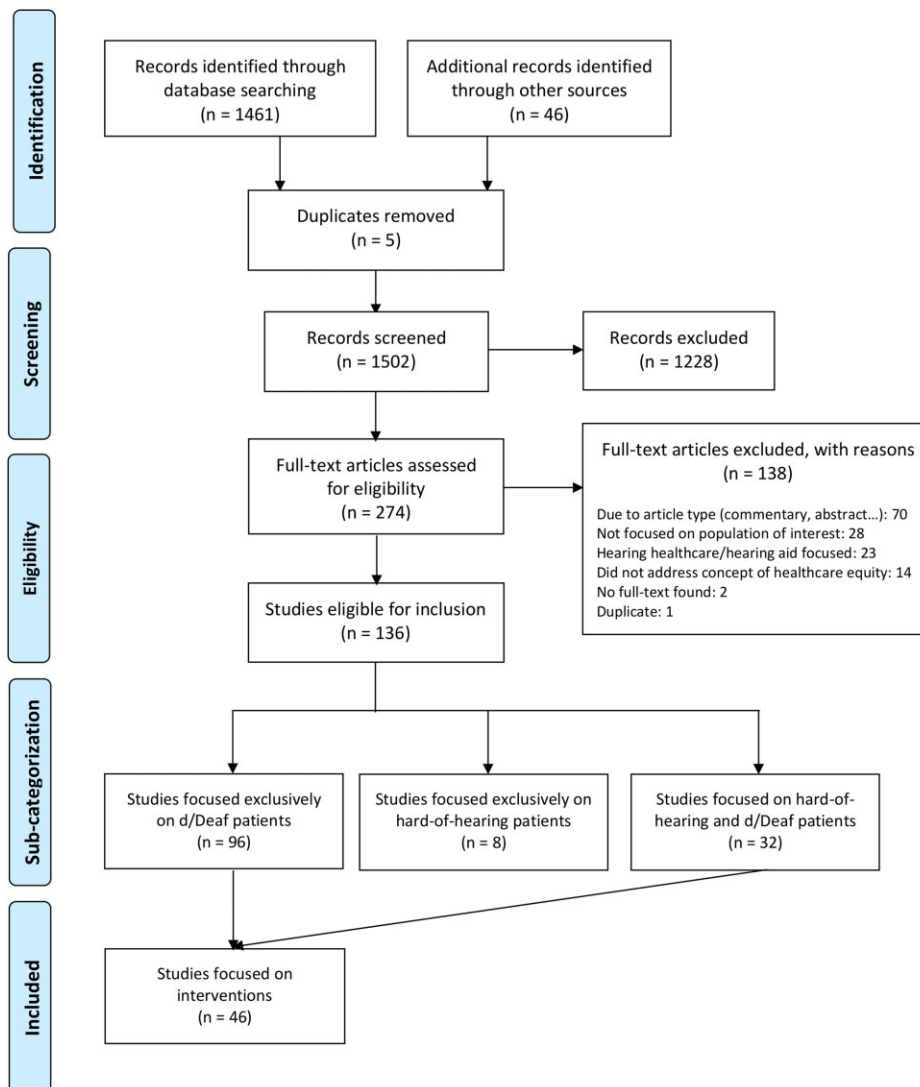 Identification
Records identified through
database searching
(n = 1461)
Additional records identified
through other sources
(n = 46)
Duplicates removed
(n = 5)
Screening
Records screened
(n = 1502)
Records excluded
(n = 1228)
Eligibility
Full-text articles assessed
for eligibility
(n = 274)
Full-text articles excluded, with reasons
(n = 138)
Due to article type (commentary, abstract...): 70
Not focused on population of interest: 28
Hearing healthcare/hearing aid focused: 23
Did not address concept of healthcare equity: 14
No full-text found: 2
Duplicate: 1
Studies eligible for inclusion
(n = 136)
Sub-categorization
Studies focused exclusively
on d/Deaf patients
(n = 96)
Studies focused exclusively on
hard-of-hearing patients
(n = 8)
Studies focused on hard-of-
hearing and d/Deaf patients
(n = 32)
Included
Studies focused on
interventions
(n = 46)